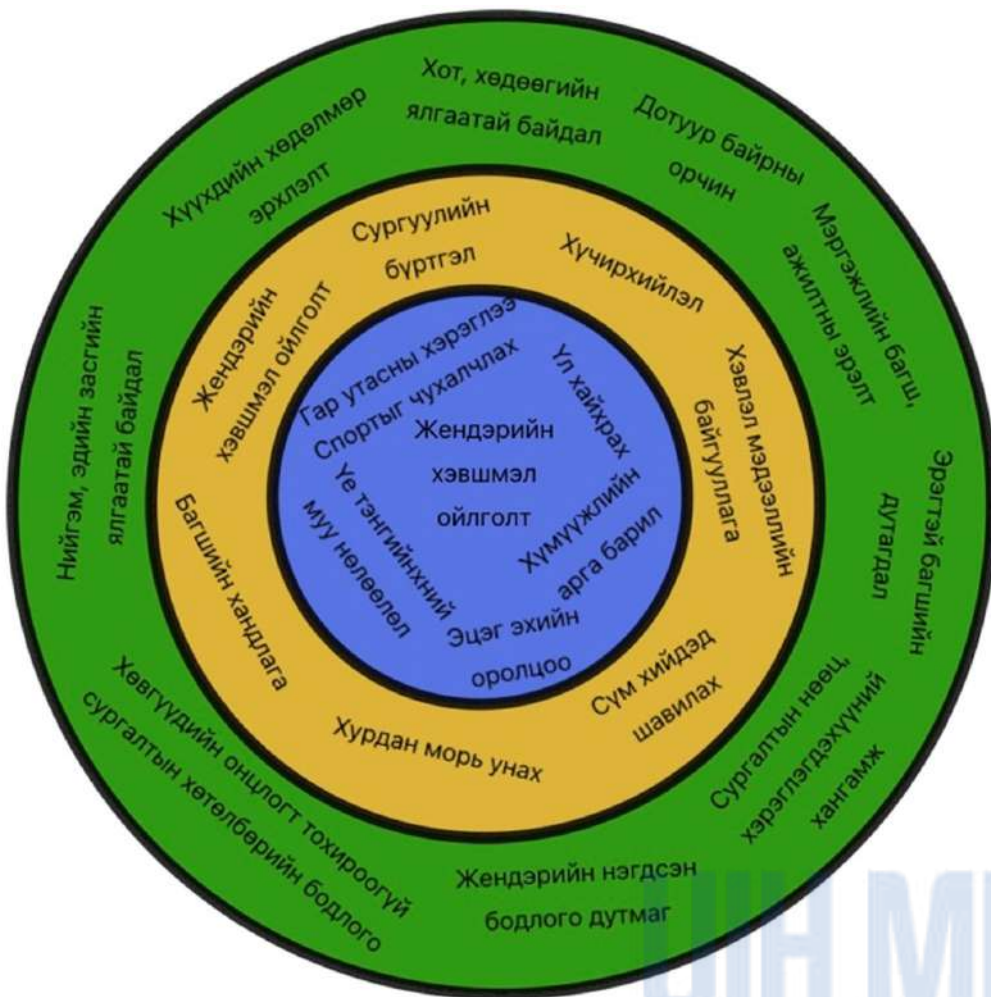 Хот, хөдөөгийн
ялгаатай байдал
Дотуур байрны
орчин
Мэргэжлийн багш,
ажилтны эрэлт
Эрэгтэй багшийн
дутагдал
Сургалтын нөөц,
хэрэглэгдэхүүний
хангамж
Жендэрийн нэгдсэн
бодлого дутмаг
Хөвгүүдийн онцлогт тохироогүй
сургалтын хөтөлбөрийн бодлого
Нийгэм, эдийн засгийн
ялгаатай байдал
Хүүхдийн хөдөлмөр
эрхлэлт
Сургуулийн
бүртгэл
Хүчирхийлэл
Хэвлэл мэдээллийн
байгууллага
Сүм хийдэд
шавилах
Хурдан морь унах
Багшийн хандлага
Жендэрийн
хэвшмэл ойлголт
Гар утасны хэрэглээ
Спортыг чухалчлах
Үл хайхрах
Жендэрийн
хэвшмэл
ойлголт
Хүмүүжлийн
арга барил
Үе тэнгийнхний
муу нөлөөлөл
Эцэг эхийн
оролцоо